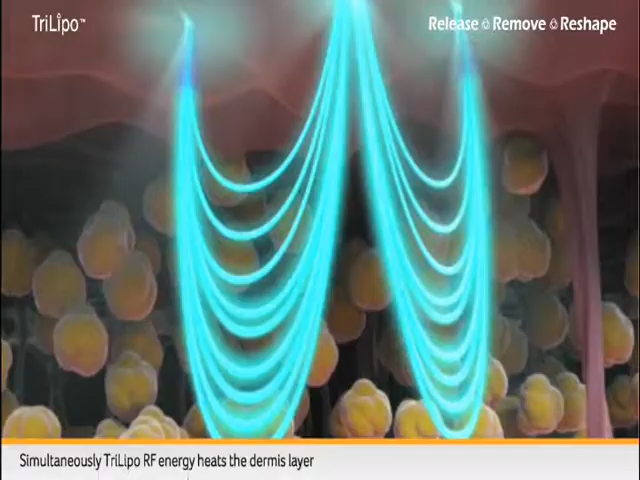 TriLipo™
Release Remove Reshape
Simultaneously TriLipo RF energy heats the dermis layer